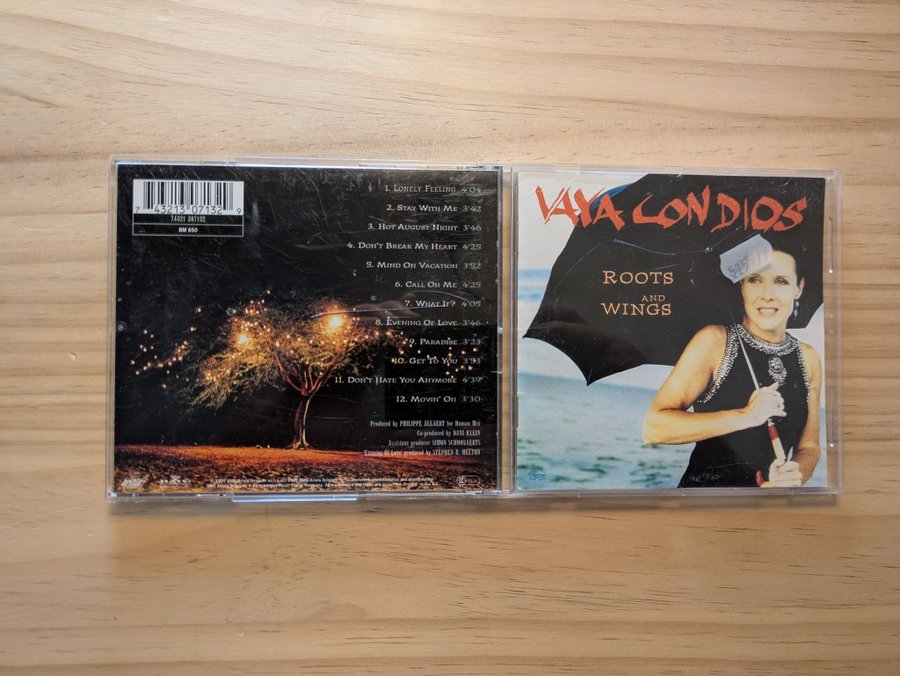 7 43213 07132 9
74321 307132
BM 650
1. Lonely Feeling 4'04
2. Stay With Me 3'42
3. Hot August Night 3'46
4. Don't Break My Heart 4'25
5. Mind On Vacation 3'52
6. Call On Me 4'25
7. What If? 4'05
8. Evening Of Love 3'46
9. Paradise 3'23
10. Get To You 3'93
11. Don't Hate You Anymore 4'39
12. Movin' On 3'30
Produced by PHILIPPE ALLAERT for Human Mix
Co-produced by DANI KLEIN
Assistant producer SIMON SCHOOVAERTS
'Evening Of Love' produced by STEPHEN R. MELTON
VAYA CON DIOS
ROOTS
AND
WINGS